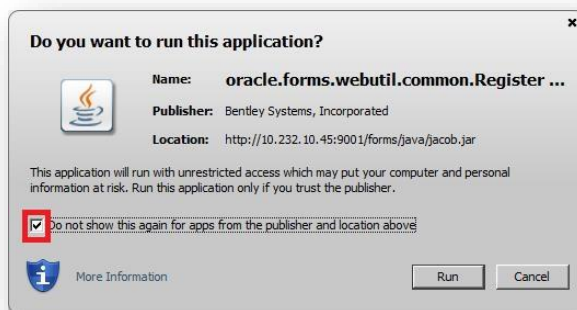 Do you want to run this application?
Name: oracle.forms.webutil.common.Register ...
Publisher: Bentley Systems, Incorporated
Location: http://10.232.10.45:9001/forms/java/jacob.jar
This application will run with unrestricted access which may put your computer and personal
information at risk. Run this application only if you trust the publisher.
Do not show this again for apps from the publisher and location above
More Information
Run
Cancel